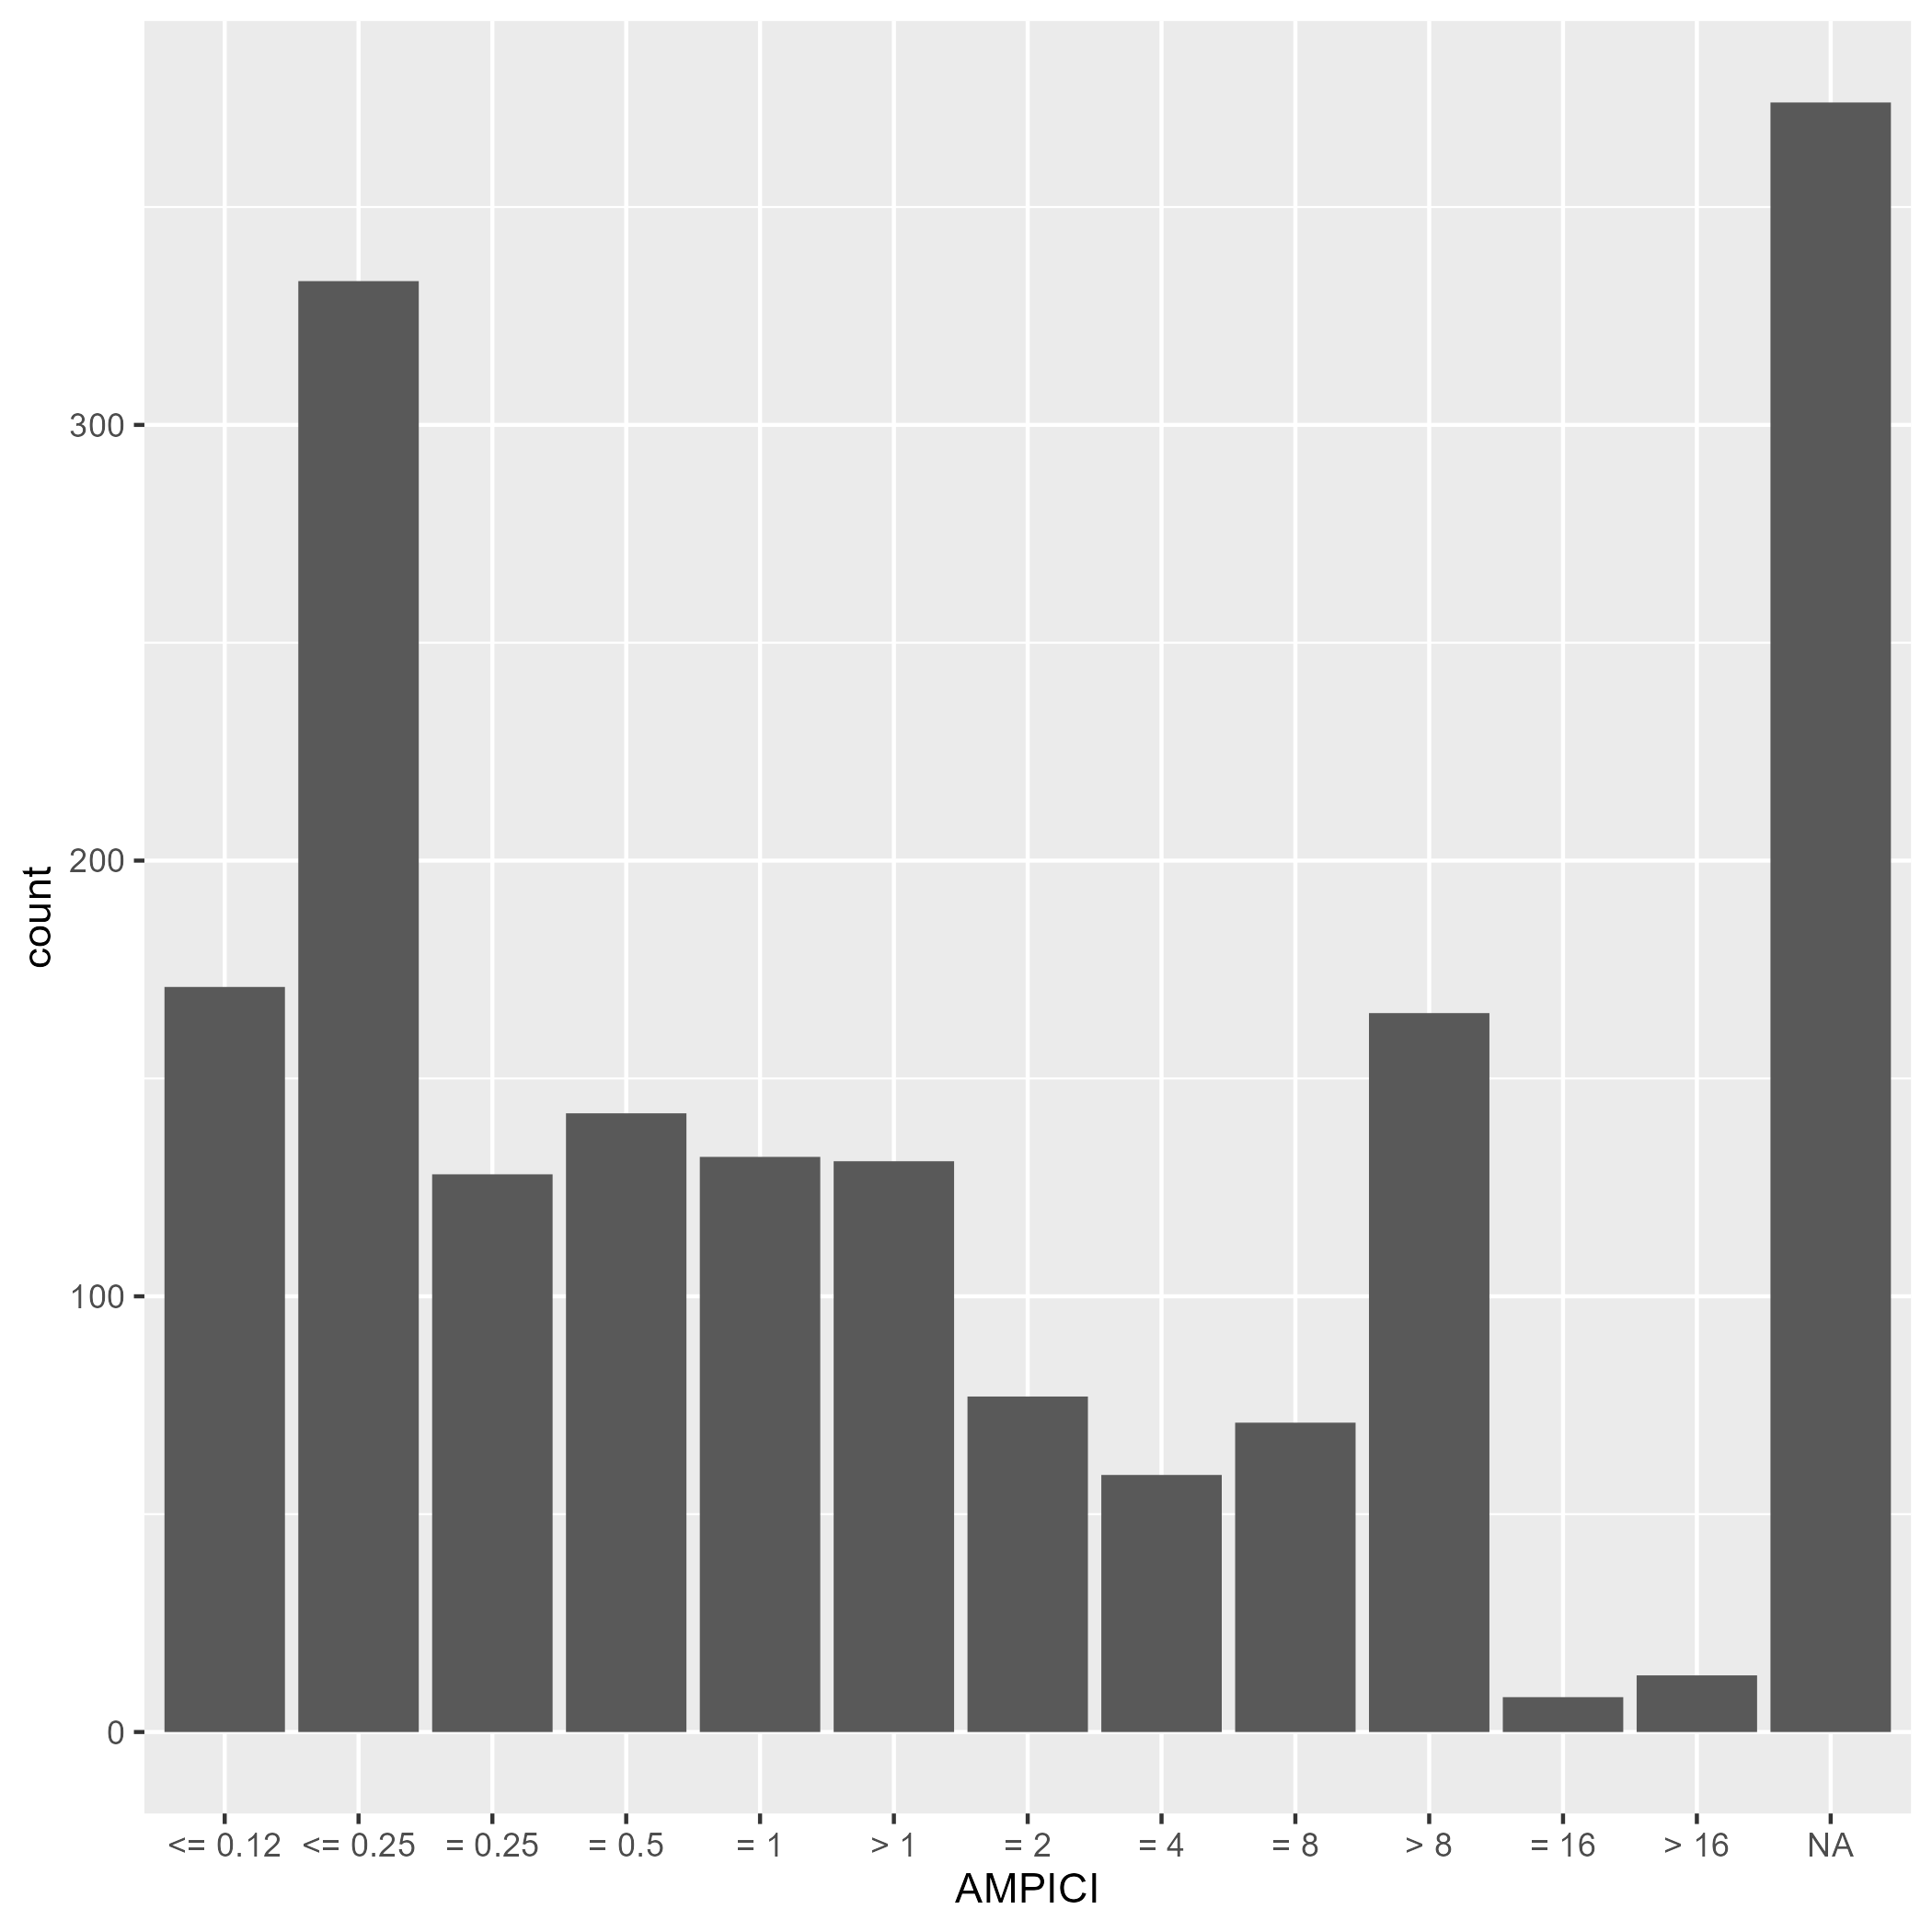 count
300
200
100
0
<= 0.12 <= 0.25 = 0.25 = 0.5 = 1 > 1 = 2 = 4 = 8 > 8 = 16 > 16 NA
AMPICI